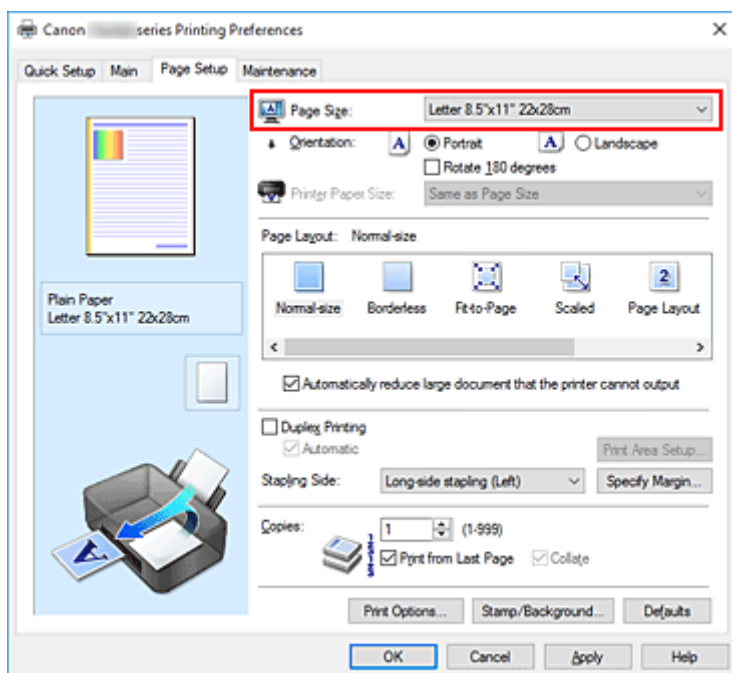 Canon series Printing Preferences
Quick Setup Main Page Setup Maintenance
Page Size: Letter 8.5"x11" 22x28cm
Orientation: A Portrait A Landscape
Rotate 180 degrees
Printer Paper Size: Same as Page Size
Page Layout: Normal-size
2
Normal-size Borderless Fit-to-Page Scaled Page Layout
Plain Paper
Letter 8.5"x11" 22x28cm
Automatically reduce large document that the printer cannot output
Duplex Printing
Automatic Print Area Setup...
Stapling Side: Long-side stapling (Left) Specify Margin...
Copies: 1 (1-999)
Print from Last Page Collate
A
Print Options... Stamp/Background... Defaults
OK Cancel Apply Help